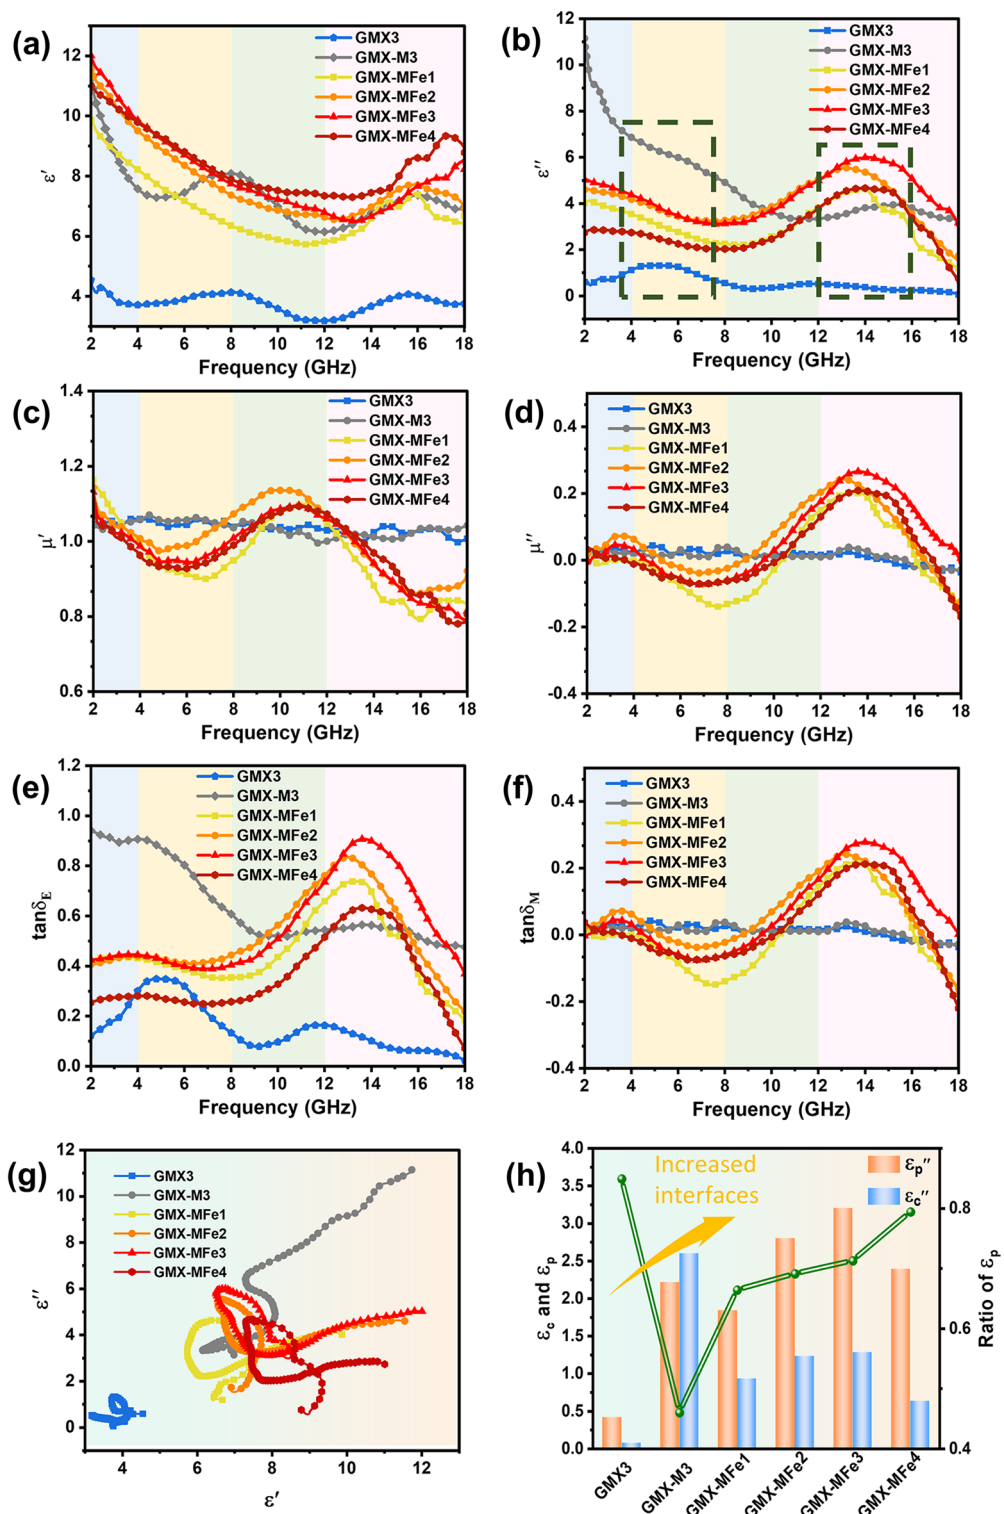 (a)
GMX3
GMX-M3
GMX-MFe1
GMX-MFe2
GMX-MFe3
GMX-MFe4
12
10
8
6
4
ε′
2 4 6 8 10 12 14 16 18
Frequency (GHz)
(b)
GMX3
GMX-M3
GMX-MFe1
GMX-MFe2
GMX-MFe3
GMX-MFe4
10
8
6
4
2
0
ε″
2 4 6 8 10 12 14 16 18
Frequency (GHz)
(c)
GMX3
GMX-M3
GMX-MFe1
GMX-MFe2
GMX-MFe3
GMX-MFe4
1.4
1.2
1.0
0.8
0.6
μ′
2 4 6 8 10 12 14 16 18
Frequency (GHz)
(d)
GMX3
GMX-M3
GMX-MFe1
GMX-MFe2
GMX-MFe3
GMX-MFe4
0.4
0.2
0.0
-0.2
-0.4
μ″
2 4 6 8 10 12 14 16 18
Frequency (GHz)
(e)
GMX3
GMX-M3
GMX-MFe1
GMX-MFe2
GMX-MFe3
GMX-MFe4
1.2
1.0
0.8
0.6
0.4
0.2
0.0
tanδE
2 4 6 8 10 12 14 16 18
Frequency (GHz)
(f)
GMX3
GMX-M3
GMX-MFe1
GMX-MFe2
GMX-MFe3
GMX-MFe4
0.4
0.2
0.0
-0.2
-0.4
tanδM
2 4 6 8 10 12 14 16 18
Frequency (GHz)
(g)
GMX3
GMX-M3
GMX-MFe1
GMX-MFe2
GMX-MFe3
GMX-MFe4
12
10
8
6
4
2
0
ε″
4 6 8 10 12
ε′
(h)
Increased
interfaces
εp″
εc″
4.0
3.5
3.0
2.5
2.0
1.5
1.0
0.5
0.0
εc and εp
0.8
0.6
0.4
Ratio of εp
GMX3
GMX-M3
GMX-MFe1
GMX-MFe2
GMX-MFe3
GMX-MFe4